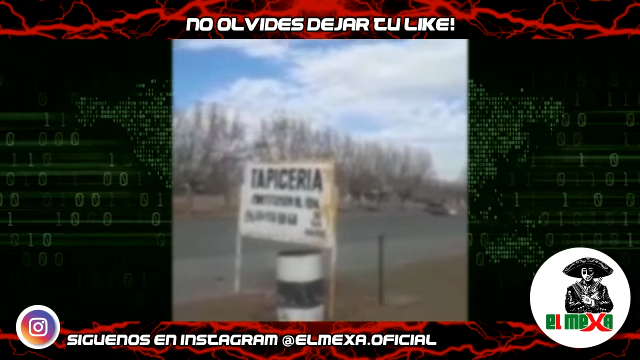 NO OLVIDES DEJAR TU LIKE!
TAPICERIA
EL MEXA
SIGUENOS EN INSTAGRAM @ELMEXA.OFICIAL